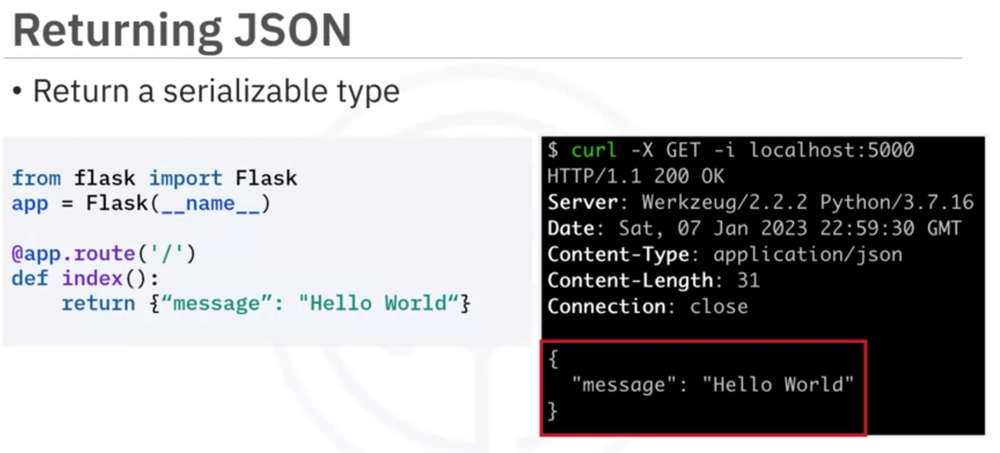 Returning JSON
• Return a serializable type
from flask import Flask
app = Flask(__name__)
@app.route('/')
def index():
    return {“message”: "Hello World“}
$ curl -X GET -i localhost:5000
HTTP/1.1 200 OK
Server: Werkzeug/2.2.2 Python/3.7.16
Date: Sat, 07 Jan 2023 22:59:30 GMT
Content-Type: application/json
Content-Length: 31
Connection: close
{
  "message": "Hello World"
}